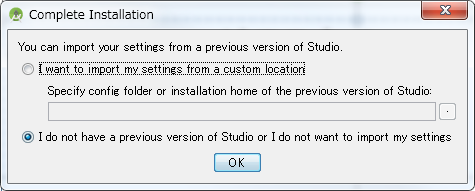 Complete Installation
You can import your settings from a previous version of Studio.
I want to import my settings from a custom location
Specify config folder or installation home of the previous version of Studio:
I do not have a previous version of Studio or I do not want to import my settings
OK